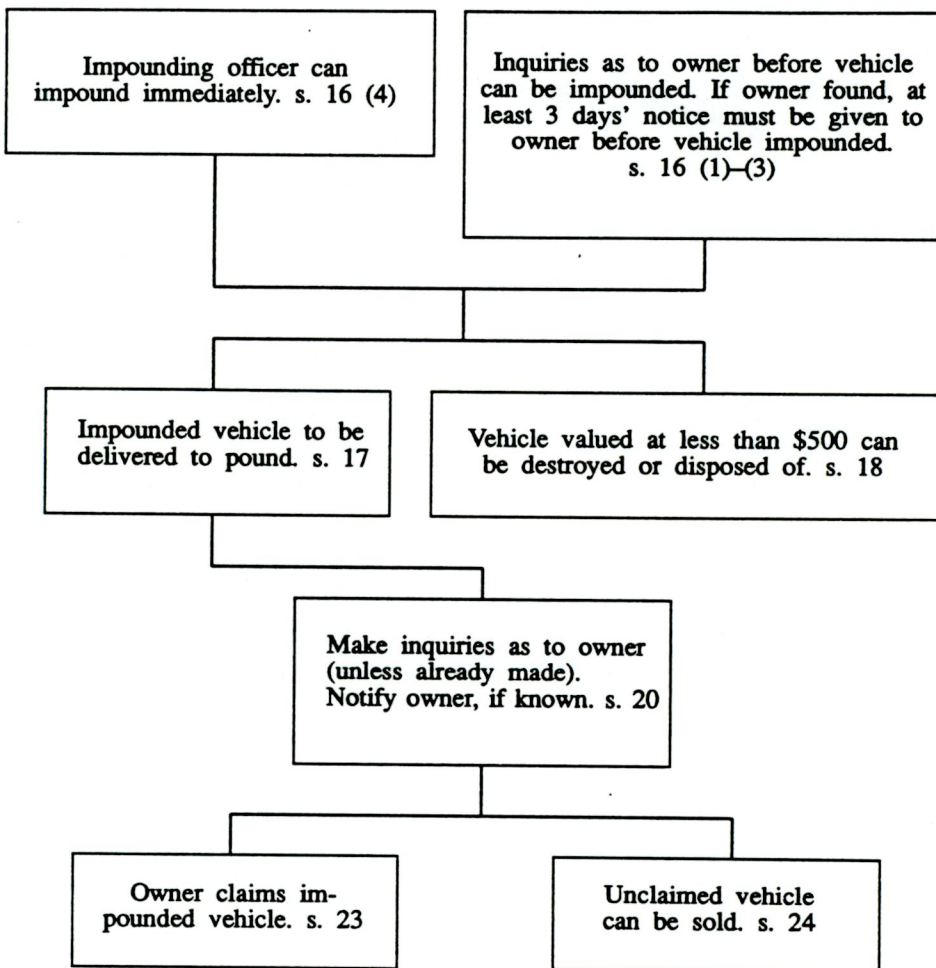 Impounding officer can
impound immediately. s. 16 (4)
Inquiries as to owner before vehicle
can be impounded. If owner found, at
least 3 days' notice must be given to
owner before vehicle impounded.
s. 16 (1)–(3)
Impounded vehicle to be
delivered to pound. s. 17
Vehicle valued at less than $500 can
be destroyed or disposed of. s. 18
Make inquiries as to owner
(unless already made).
Notify owner, if known. s. 20
Owner claims im-
pounded vehicle. s. 23
Unclaimed vehicle
can be sold. s. 24